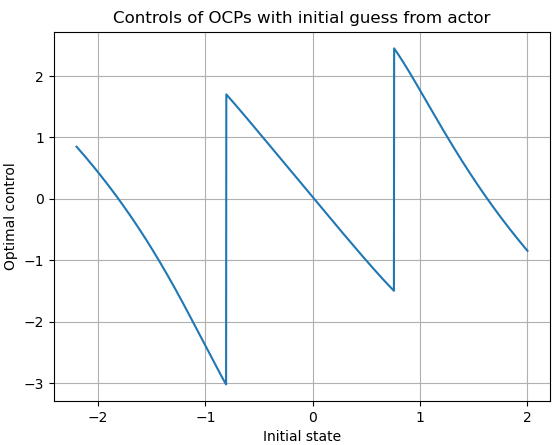 Controls of OCPs with initial guess from actor
2
1
0
−1
−2
−3
Optimal control
−2 −1 0 1 2
Initial state